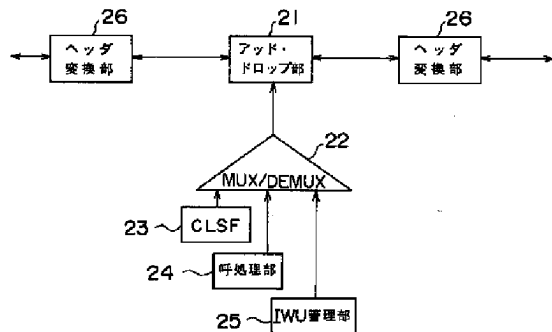 26
21
26
ヘッダ
変換部
アッド・
ドロップ部
ヘッダ
変換部
22
MUX/DEMUX
23
CLSF
24
呼処理部
25
IWU管理部